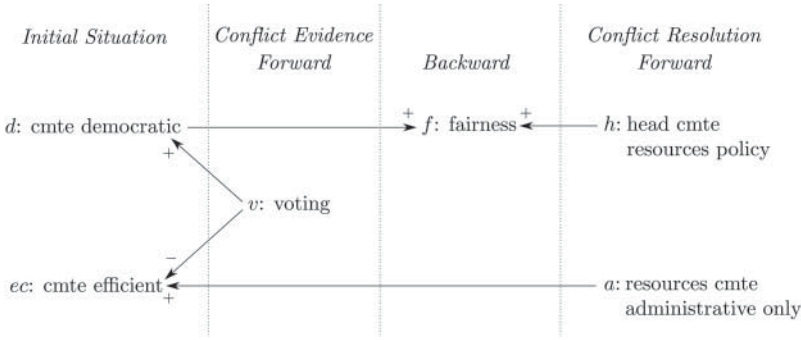 Initial Situation
Conflict Evidence
Forward
Backward
Conflict Resolution
Forward
d: cmte democratic
+
+
f: fairness
+
h: head cmte
resources policy
v: voting
−
ec: cmte efficient
+
a: resources cmte
administrative only